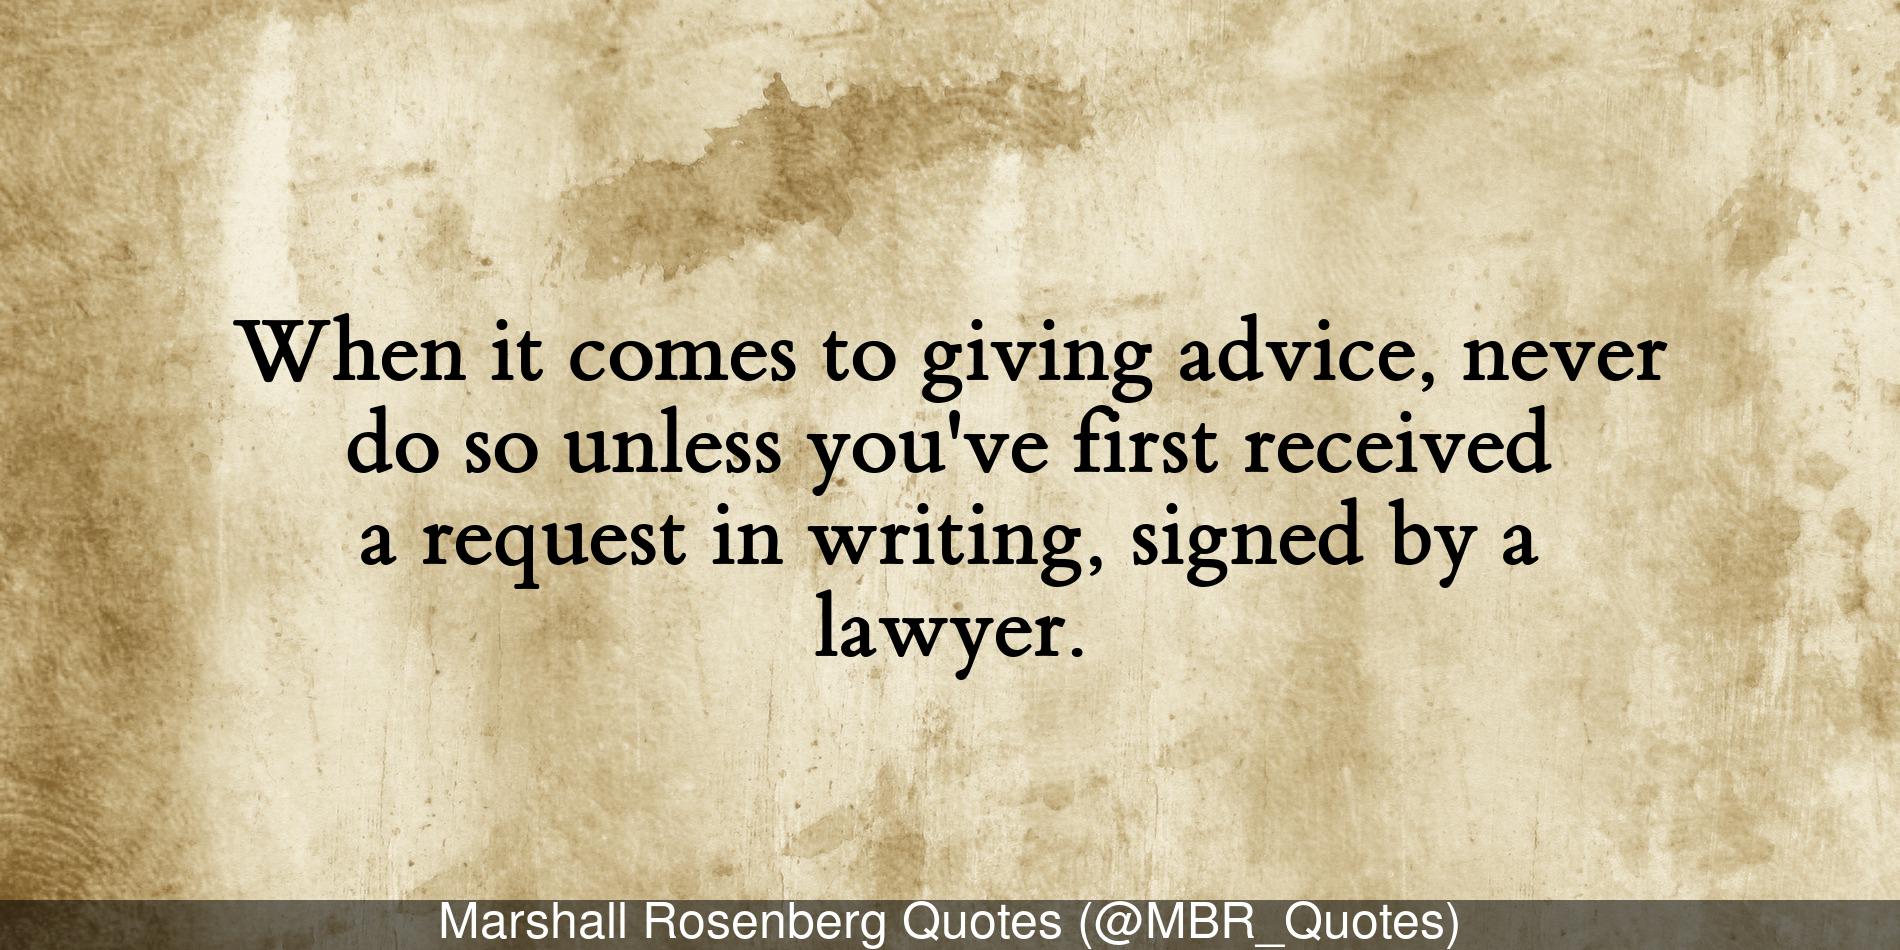 When it comes to giving advice, never
do so unless you've first received
a request in writing, signed by a
lawyer.
Marshall Rosenberg Quotes (@MBR_Quotes)